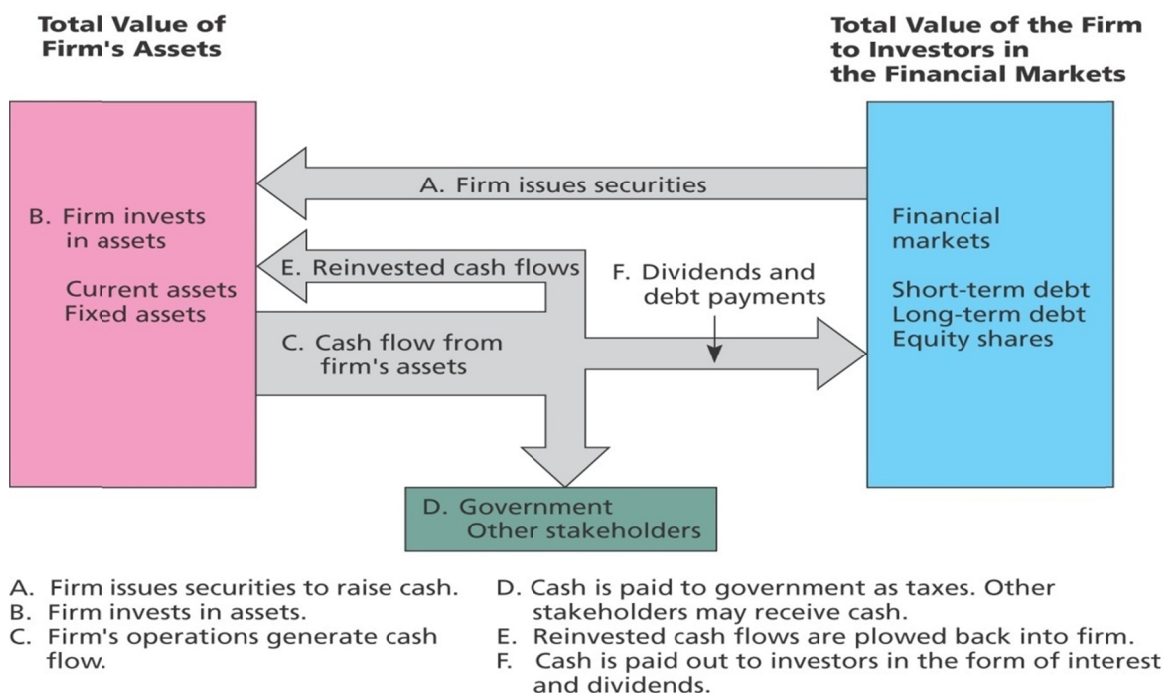 Total Value of
Firm's Assets
Total Value of the Firm
to Investors in
the Financial Markets
A. Firm issues securities
B. Firm invests
in assets
Current assets
Fixed assets
E. Reinvested cash flows
F. Dividends and
debt payments
C. Cash flow from
firm's assets
Financial
markets
Short-term debt
Long-term debt
Equity shares
D. Government
Other stakeholders
A. Firm issues securities to raise cash.
B. Firm invests in assets.
C. Firm's operations generate cash
flow.
D. Cash is paid to government as taxes. Other
stakeholders may receive cash.
E. Reinvested cash flows are plowed back into firm.
F. Cash is paid out to investors in the form of interest
and dividends.